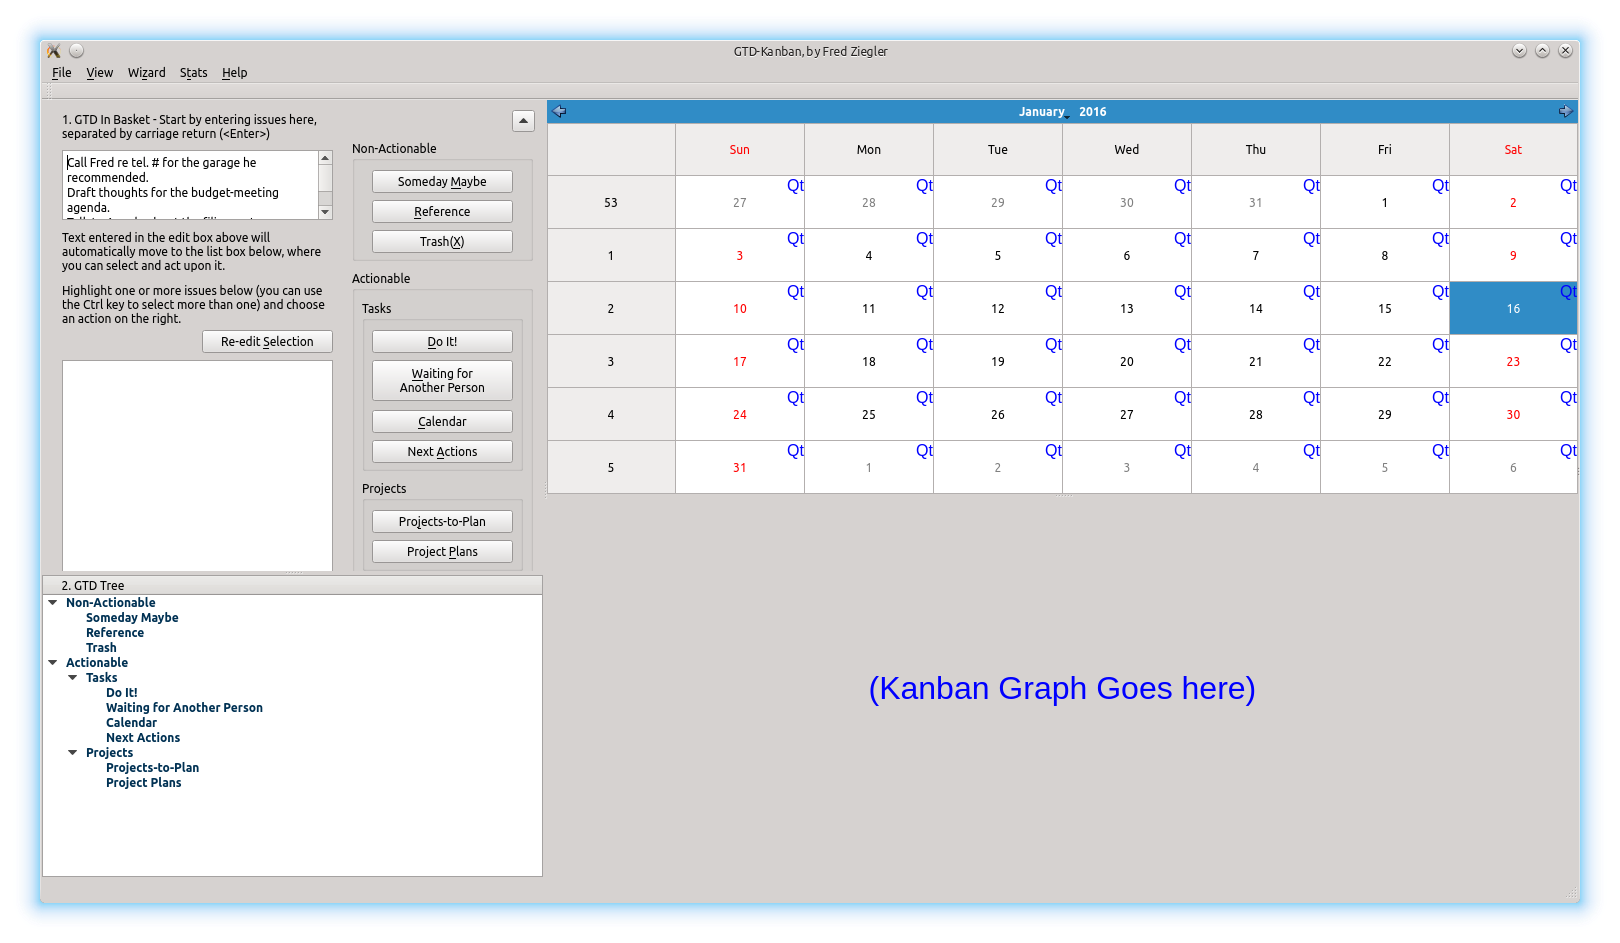 GTD-Kanban, by Fred Ziegler
File View Wizard Stats Help
1. GTD In Basket - Start by entering issues here,
separated by carriage return (<Enter>)
Call Fred re tel. # for the garage he
recommended.
Draft thoughts for the budget-meeting
agenda.
Text entered in the edit box above will
automatically move to the list box below, where
you can select and act upon it.
Highlight one or more issues below (you can use
the Ctrl key to select more than one) and choose
an action on the right.
Re-edit Selection
Non-Actionable
Someday Maybe
Reference
Trash(X)
Actionable
Tasks
Do It!
Waiting for
Another Person
Calendar
Next Actions
Projects
Projects-to-Plan
Project Plans
2. GTD Tree
Non-Actionable
Someday Maybe
Reference
Trash
Actionable
Tasks
Do It!
Waiting for Another Person
Calendar
Next Actions
Projects
Projects-to-Plan
Project Plans
January 2016
Sun Mon Tue Wed Thu Fri Sat
Qt Qt Qt Qt Qt Qt Qt
53 27 28 29 30 31 1 2
Qt Qt Qt Qt Qt Qt Qt
1 3 4 5 6 7 8 9
Qt Qt Qt Qt Qt Qt Qt
2 10 11 12 13 14 15 16
Qt Qt Qt Qt Qt Qt Qt
3 17 18 19 20 21 22 23
Qt Qt Qt Qt Qt Qt Qt
4 24 25 26 27 28 29 30
Qt Qt Qt Qt Qt Qt Qt
5 31 1 2 3 4 5 6
(Kanban Graph Goes here)